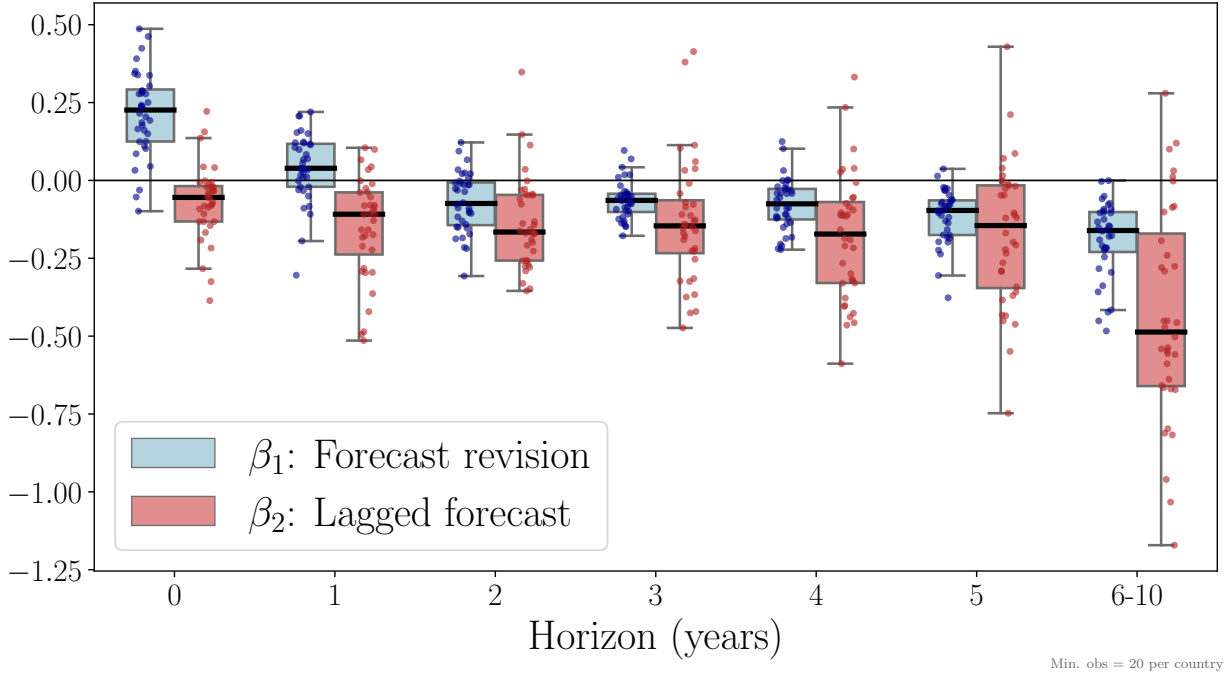 0.50
0.25
0.00
−0.25
−0.50
−0.75
−1.00
−1.25
β₁: Forecast revision
β₂: Lagged forecast
0 1 2 3 4 5 6-10
Horizon (years)
Min. obs = 20 per country